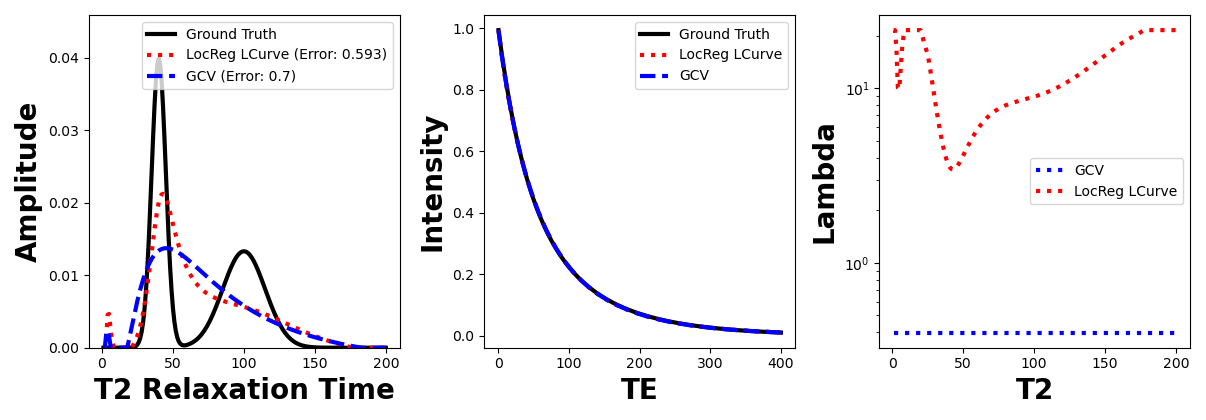 Ground Truth
LocReg LCurve (Error: 0.593)
GCV (Error: 0.7)
0.04
0.03
0.02
0.01
0.00
0
50
100
150
200
Amplitude
T2 Relaxation Time
Ground Truth
LocReg LCurve
GCV
1.0
0.8
0.6
0.4
0.2
0.0
0
100
200
300
400
Intensity
TE
GCV
LocReg LCurve
10¹
10⁰
0
50
100
150
200
Lambda
T2